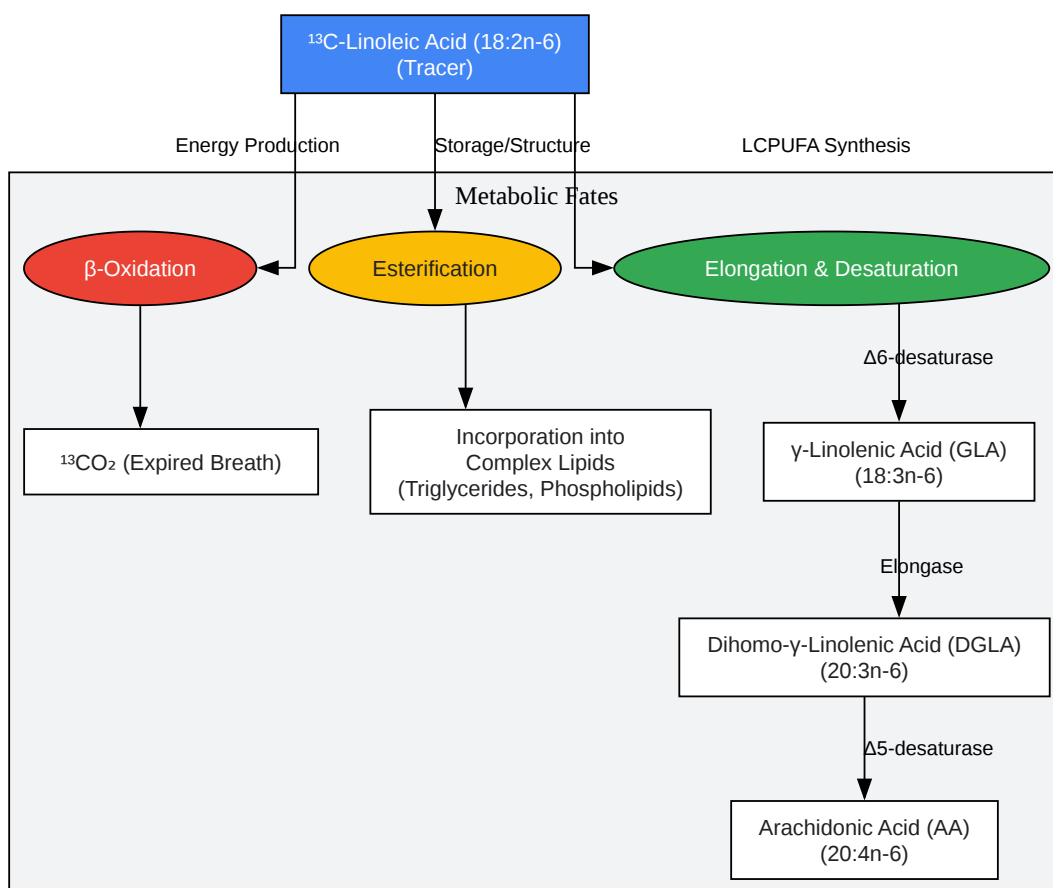 ¹³C-Linoleic Acid (18:2n-6)
(Tracer)
Energy Production
Storage/Structure
LCPUFA Synthesis
Metabolic Fates
β-Oxidation
Esterification
Elongation & Desaturation
Δ6-desaturase
¹³CO₂ (Expired Breath)
Incorporation into
Complex Lipids
(Triglycerides, Phospholipids)
γ-Linolenic Acid (GLA)
(18:3n-6)
Elongase
Dihomo-γ-Linolenic Acid (DGLA)
(20:3n-6)
Δ5-desaturase
Arachidonic Acid (AA)
(20:4n-6)